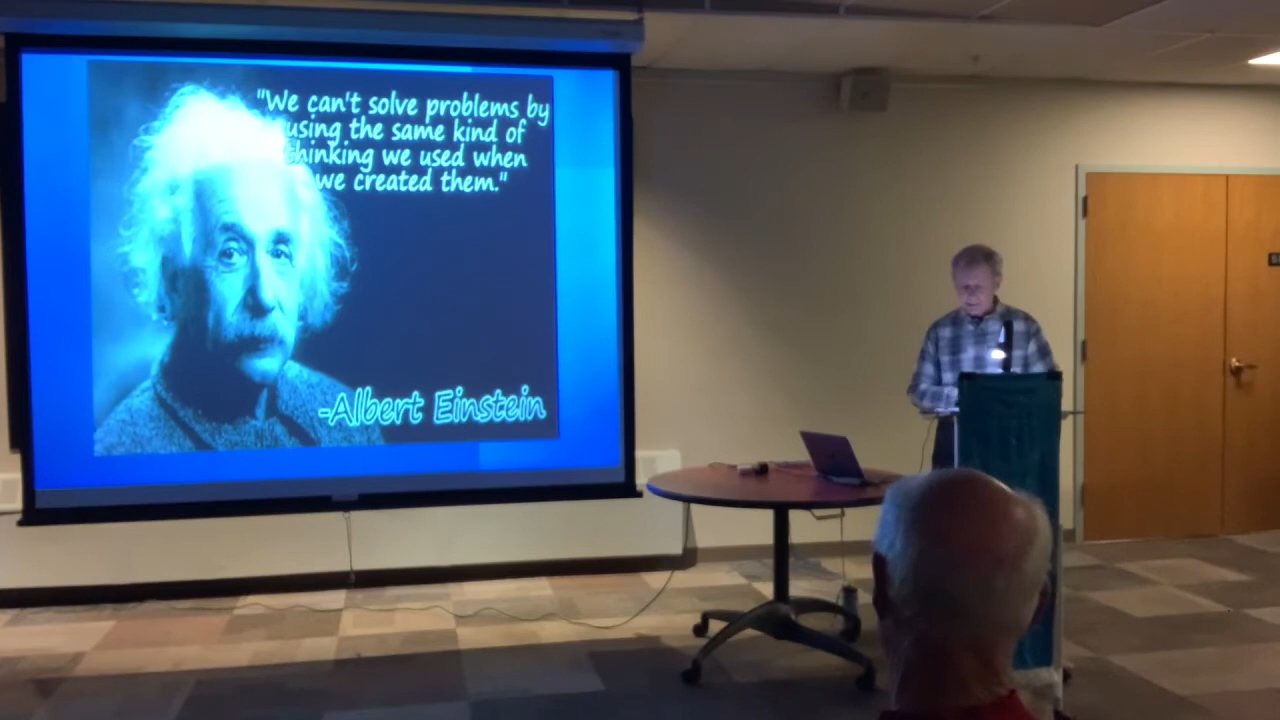 "We can't solve problems by
using the same kind of
thinking we used when
we created them."
-Albert Einstein